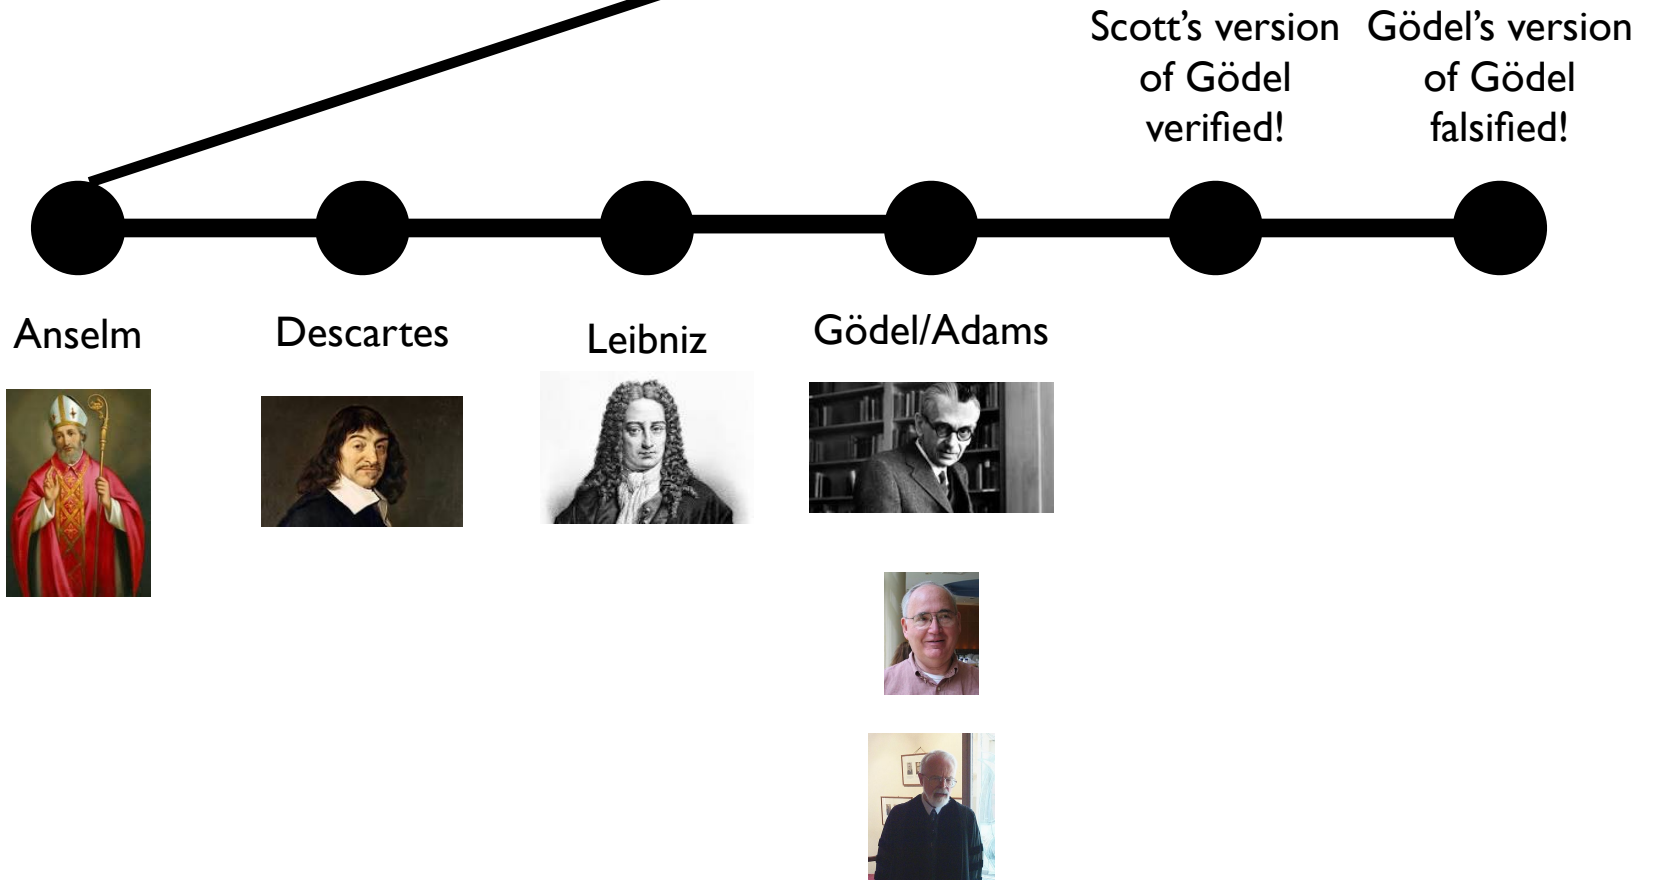 Scott’s version
of Gödel
verified!
Gödel’s version
of Gödel
falsified!
Anselm
Descartes
Leibniz
Gödel/Adams